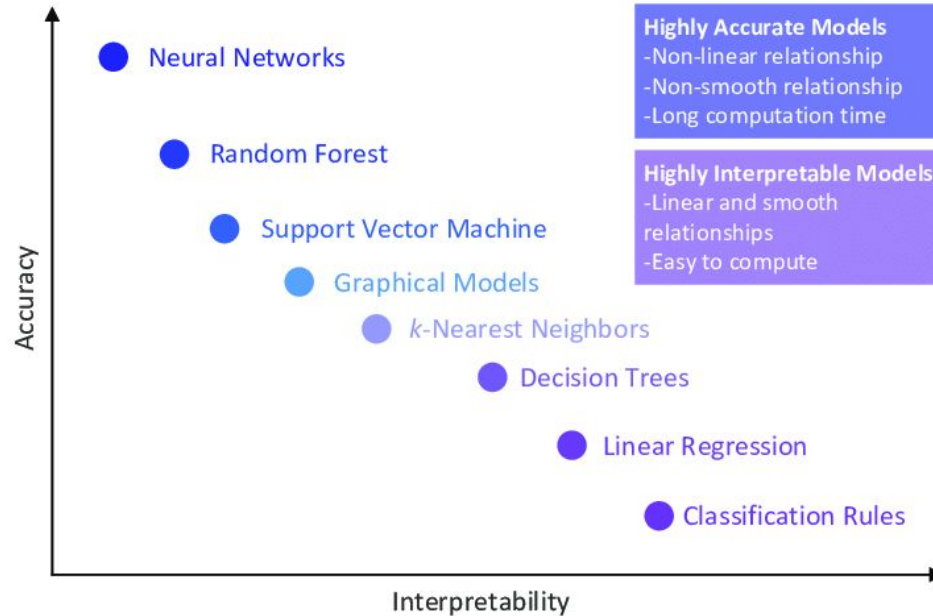 Highly Accurate Models
-Non-linear relationship
-Non-smooth relationship
-Long computation time
Highly Interpretable Models
-Linear and smooth
relationships
-Easy to compute
Neural Networks
Random Forest
Support Vector Machine
Graphical Models
k-Nearest Neighbors
Decision Trees
Linear Regression
Classification Rules
Accuracy
Interpretability